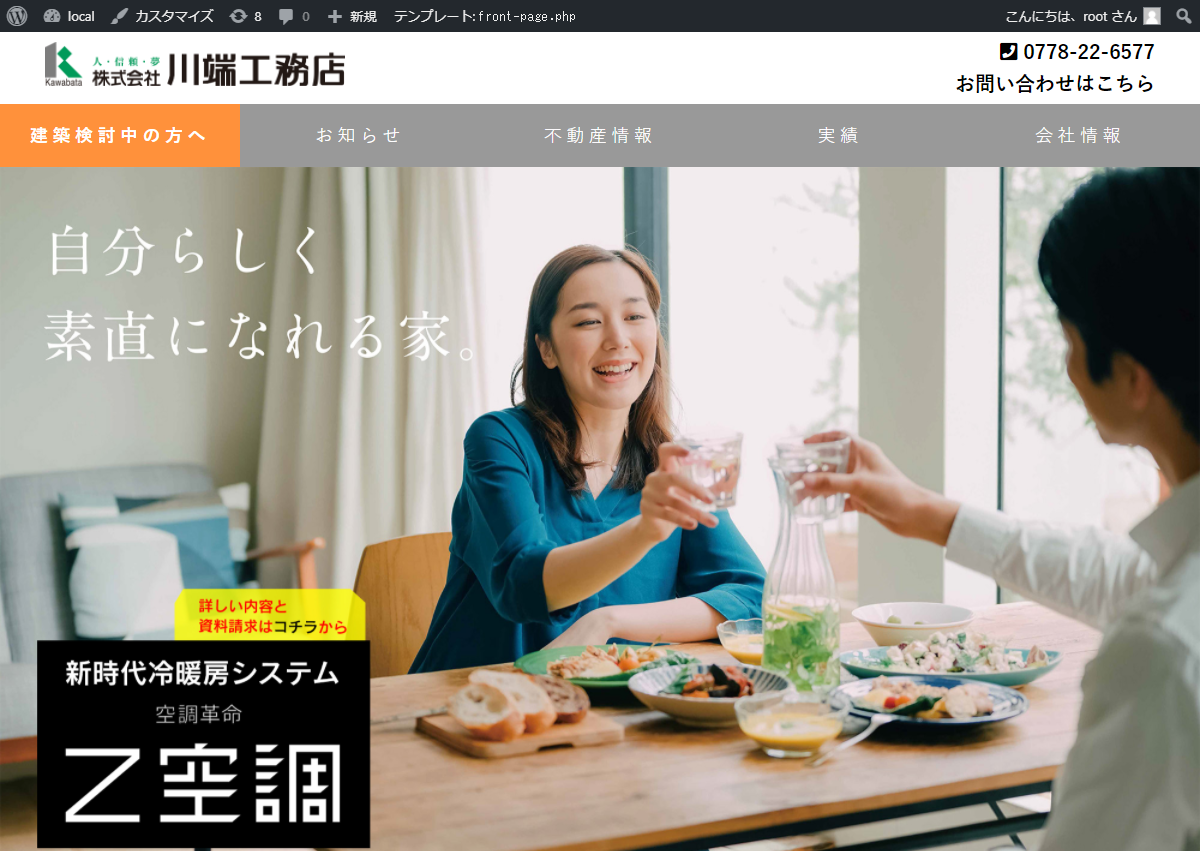 local カスタマイズ 8 0 新規 テンプレート:front-page.php こんにちは、root さん
人・信頼・夢
Kawabata 株式会社 川端工務店
0778-22-6577
お問い合わせはこちら
建築検討中の方へ お知らせ 不動産情報 実績 会社情報
自分らしく
素直になれる家。
詳しい内容と
資料請求はコチラから
新時代冷暖房システム
空調革命
Z空調